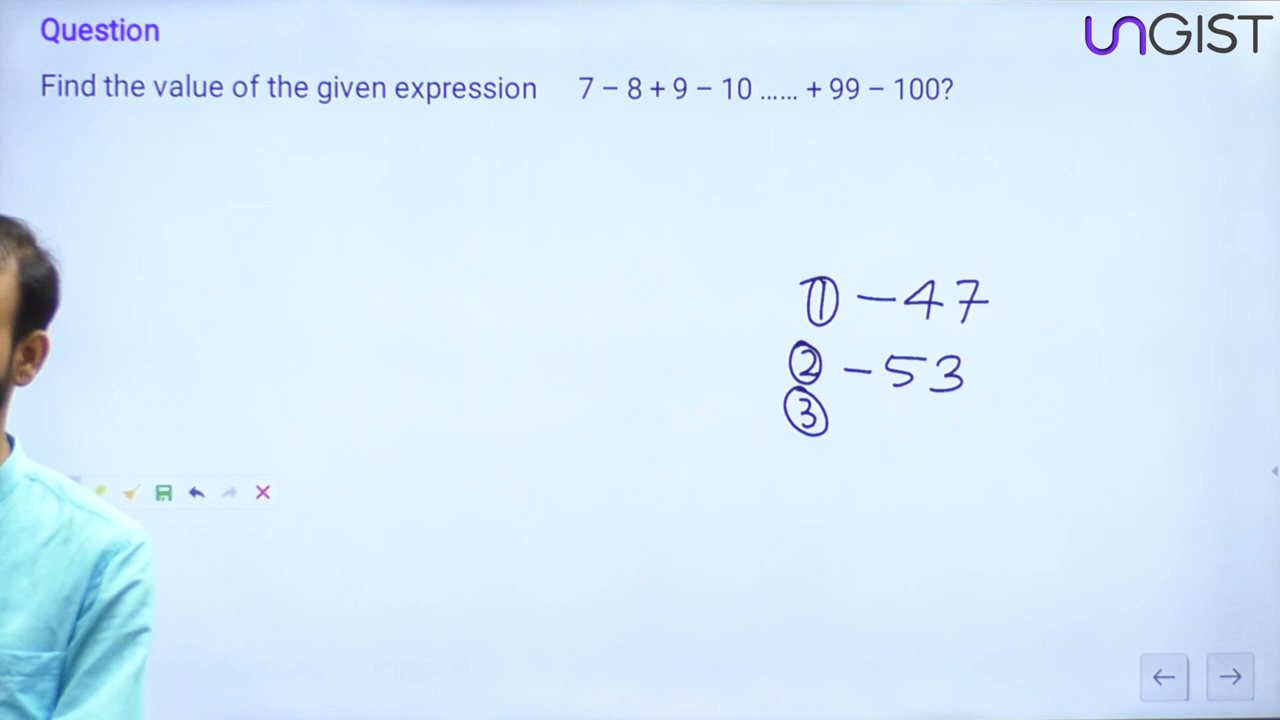 Question
UNGIST
Find the value of the given expression 7 – 8 + 9 – 10 ...... + 99 – 100?
① – 47
② – 53
③